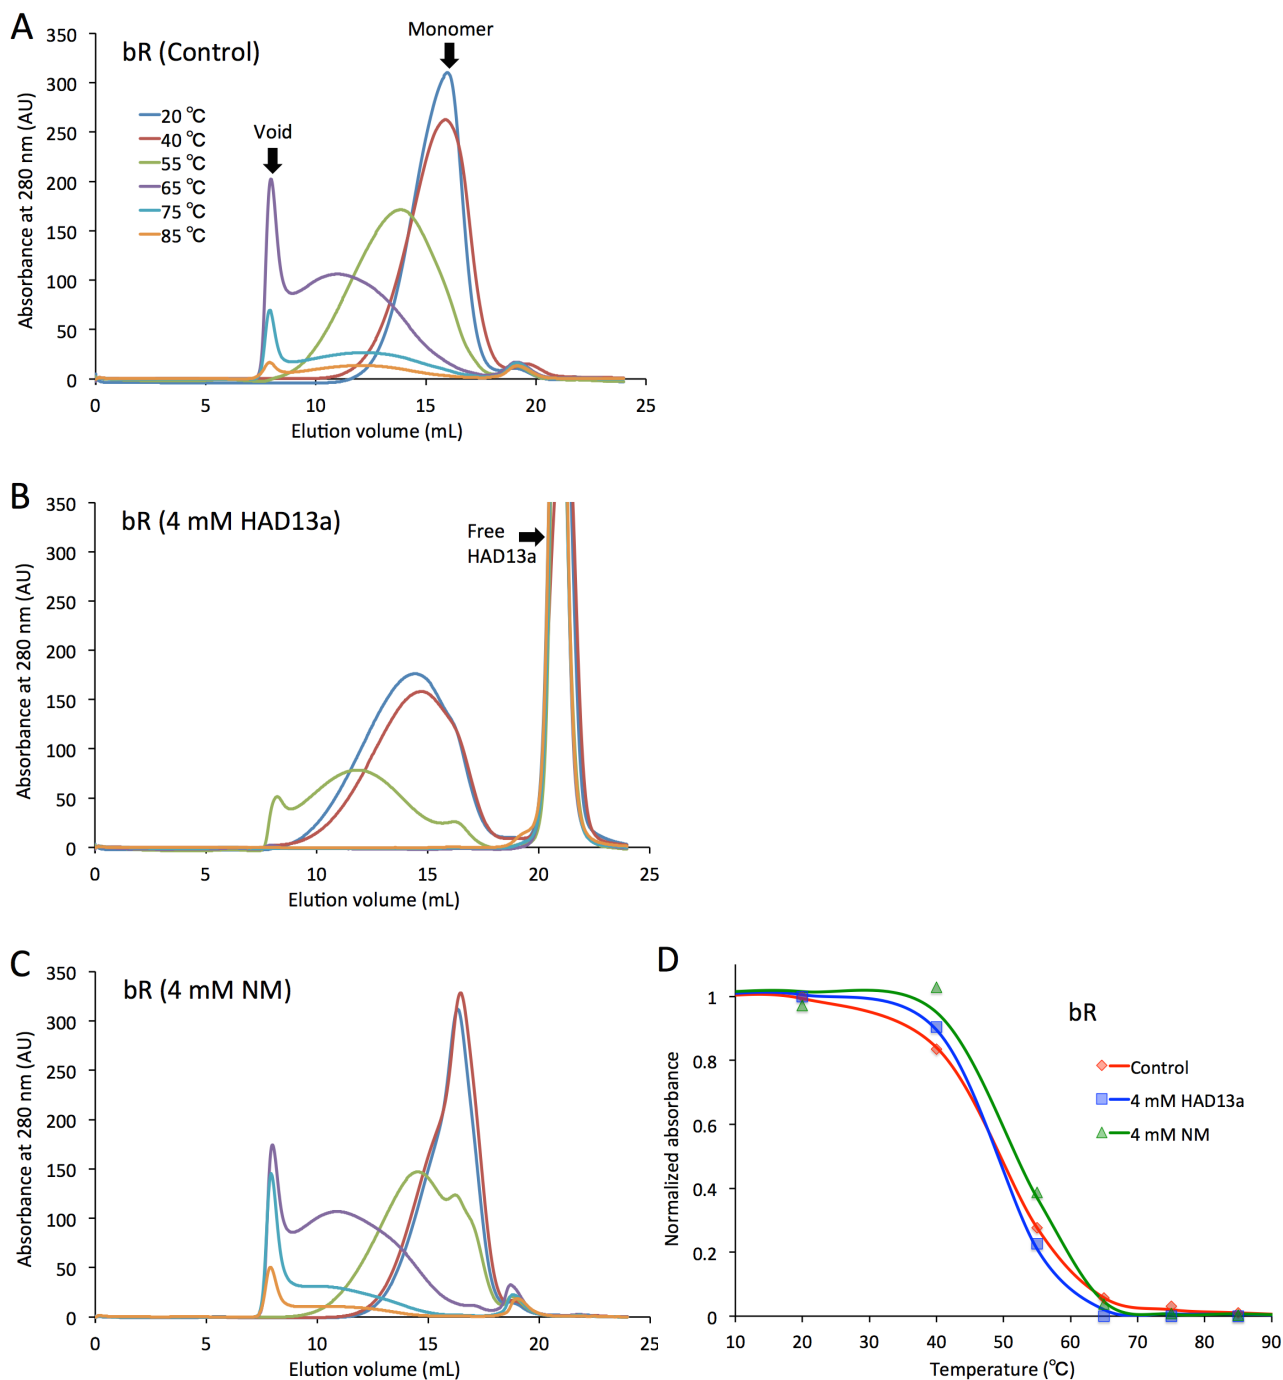 A
bR (Control)
Monomer
Void
20 °C
40 °C
55 °C
65 °C
75 °C
85 °C
Absorbance at 280 nm (AU)
350
300
250
200
150
100
50
0
0 5 10 15 20 25
Elution volume (mL)
B
bR (4 mM HAD13a)
Free
HAD13a
Absorbance at 280 nm (AU)
350
300
250
200
150
100
50
0
0 5 10 15 20 25
Elution volume (mL)
C
bR (4 mM NM)
Absorbance at 280 nm (AU)
350
300
250
200
150
100
50
0
0 5 10 15 20 25
Elution volume (mL)
D
bR
Control
4 mM HAD13a
4 mM NM
Normalized absorbance
1
0.8
0.6
0.4
0.2
0
10 20 30 40 50 60 70 80 90
Temperature (°C)